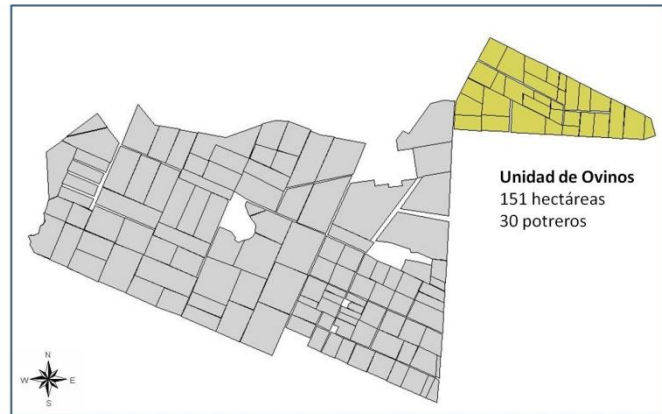 Unidad de Ovinos
151 hectáreas
30 potreros
N
W E
S